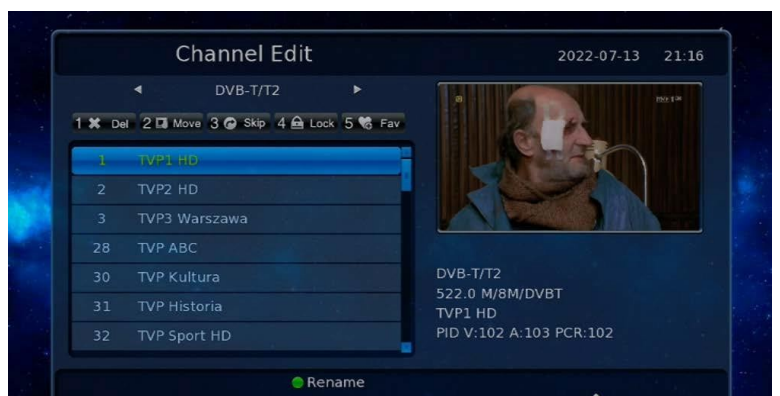 Channel Edit
2022-07-13 21:16
DVB-T/T2
1 Del 2 Move 3 Skip 4 Lock 5 Fav
1 TVP1 HD
2 TVP2 HD
3 TVP3 Warszawa
28 TVP ABC
30 TVP Kultura
31 TVP Historia
32 TVP Sport HD
DVB-T/T2
522.0 M/8M/DVBT
TVP1 HD
PID V:102 A:103 PCR:102
Rename